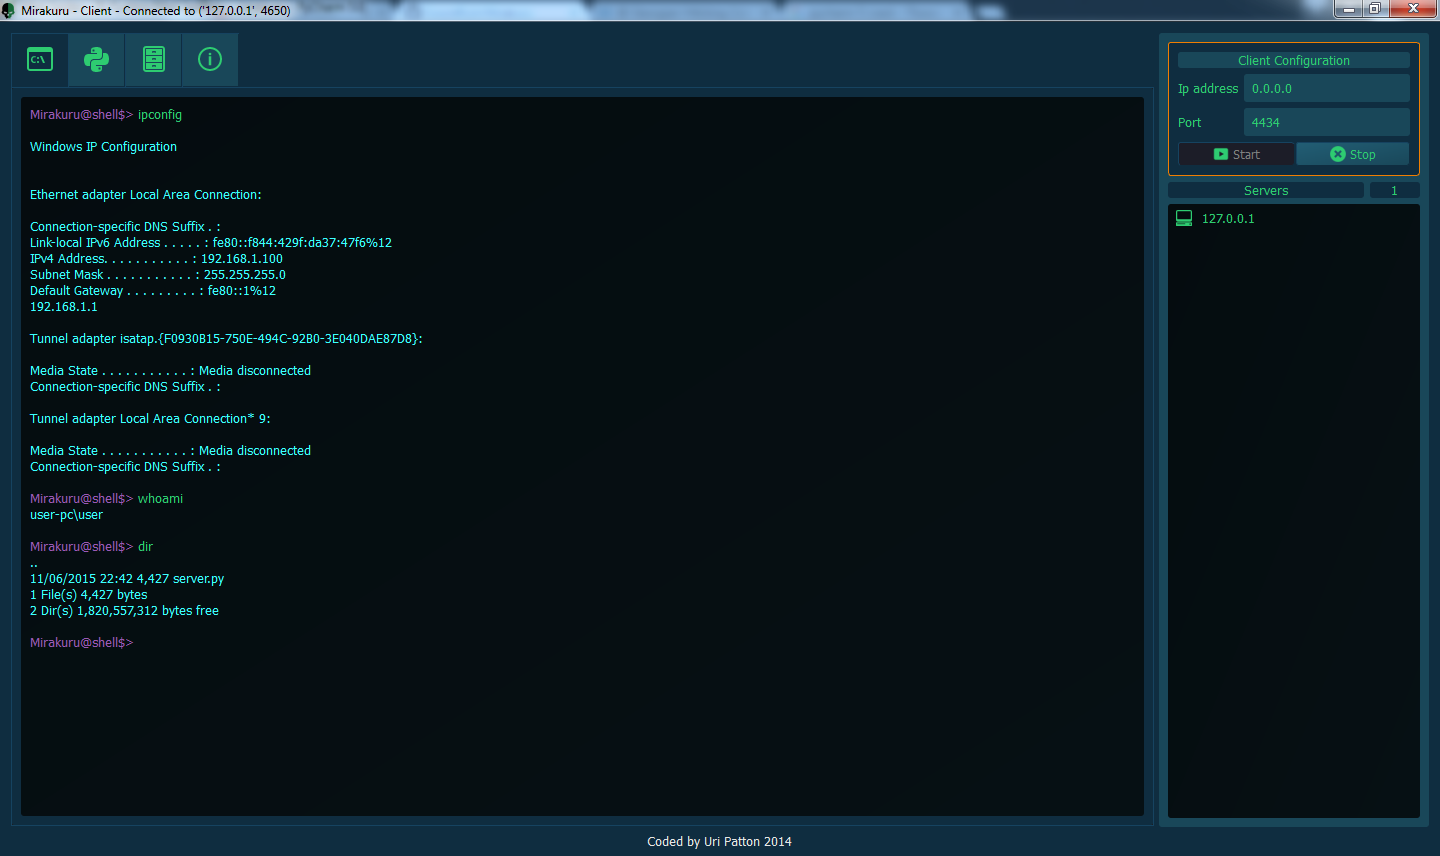 Mirakuru - Client - Connected to ('127.0.0.1', 4650)
C:\
Mirakuru@shell$> ipconfig
Windows IP Configuration
Ethernet adapter Local Area Connection:
Connection-specific DNS Suffix . :
Link-local IPv6 Address . . . . . : fe80::f844:429f:da37:47f6%12
IPv4 Address. . . . . . . . . . . : 192.168.1.100
Subnet Mask . . . . . . . . . . . : 255.255.255.0
Default Gateway . . . . . . . . . : fe80::1%12
192.168.1.1
Tunnel adapter isatap.{F0930B15-750E-494C-92B0-3E040DAE87D8}:
Media State . . . . . . . . . . . : Media disconnected
Connection-specific DNS Suffix . :
Tunnel adapter Local Area Connection* 9:
Media State . . . . . . . . . . . : Media disconnected
Connection-specific DNS Suffix . :
Mirakuru@shell$> whoami
user-pc\user
Mirakuru@shell$> dir
..
11/06/2015 22:42 4,427 server.py
1 File(s) 4,427 bytes
2 Dir(s) 1,820,557,312 bytes free
Mirakuru@shell$>
Client Configuration
Ip address 0.0.0.0
Port 4434
Start Stop
Servers 1
127.0.0.1
Coded by Uri Patton 2014